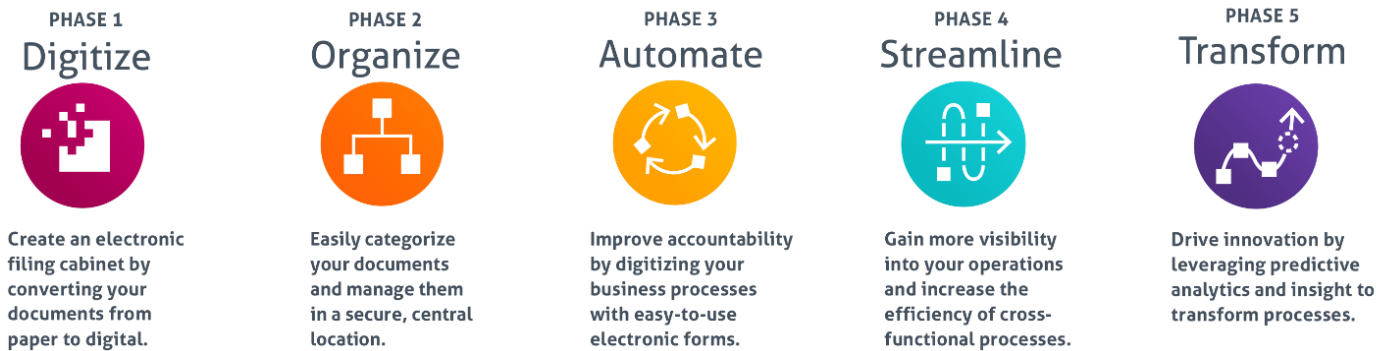 PHASE 1
Digitize
Create an electronic
filing cabinet by
converting your
documents from
paper to digital.
PHASE 2
Organize
Easily categorize
your documents
and manage them
in a secure, central
location.
PHASE 3
Automate
Improve accountability
by digitizing your
business processes
with easy-to-use
electronic forms.
PHASE 4
Streamline
Gain more visibility
into your operations
and increase the
efficiency of cross-
functional processes.
PHASE 5
Transform
Drive innovation by
leveraging predictive
analytics and insight to
transform processes.